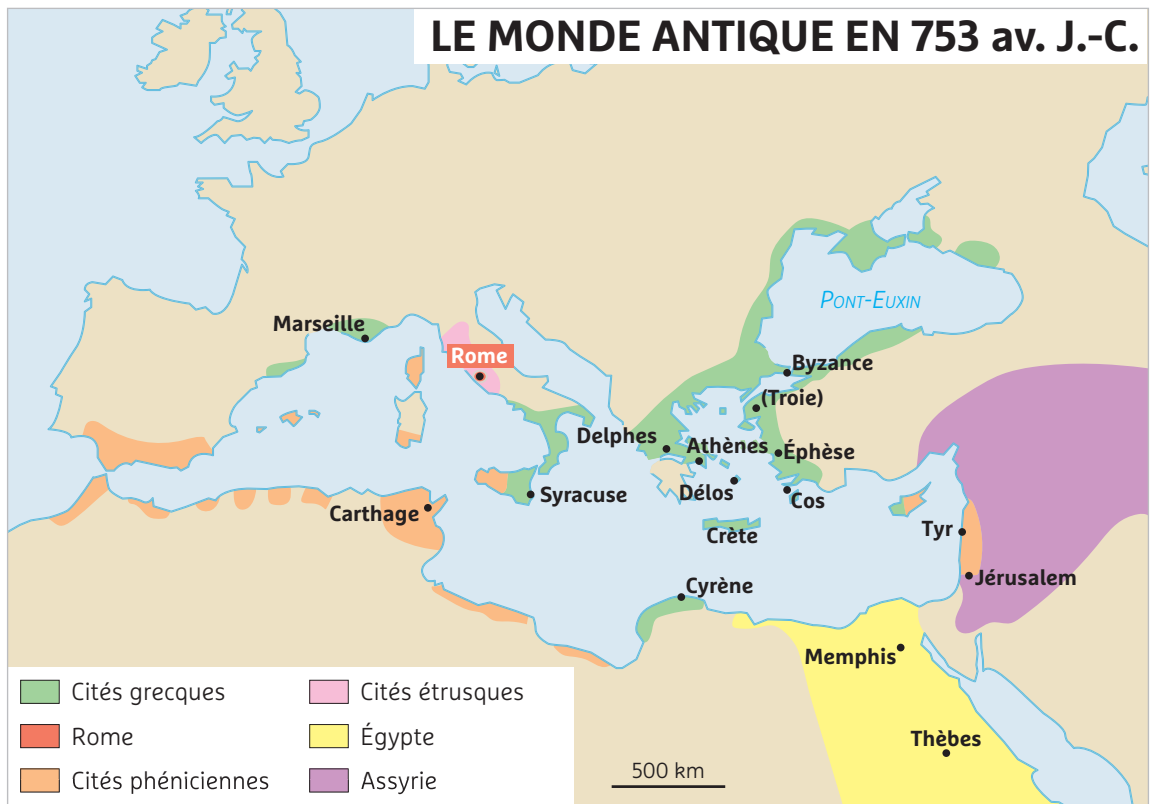 LE MONDE ANTIQUE EN 753 av. J.-C.
PONT-EUXIN
Marseille
Rome
Byzance
(Troie)
Delphes
Athènes
Éphèse
Syracuse
Délos
Cos
Carthage
Crète
Tyr
Jérusalem
Cyrène
Memphis
Thèbes
Cités grecques
Rome
Cités phéniciennes
Cités étrusques
Égypte
Assyrie
500 km